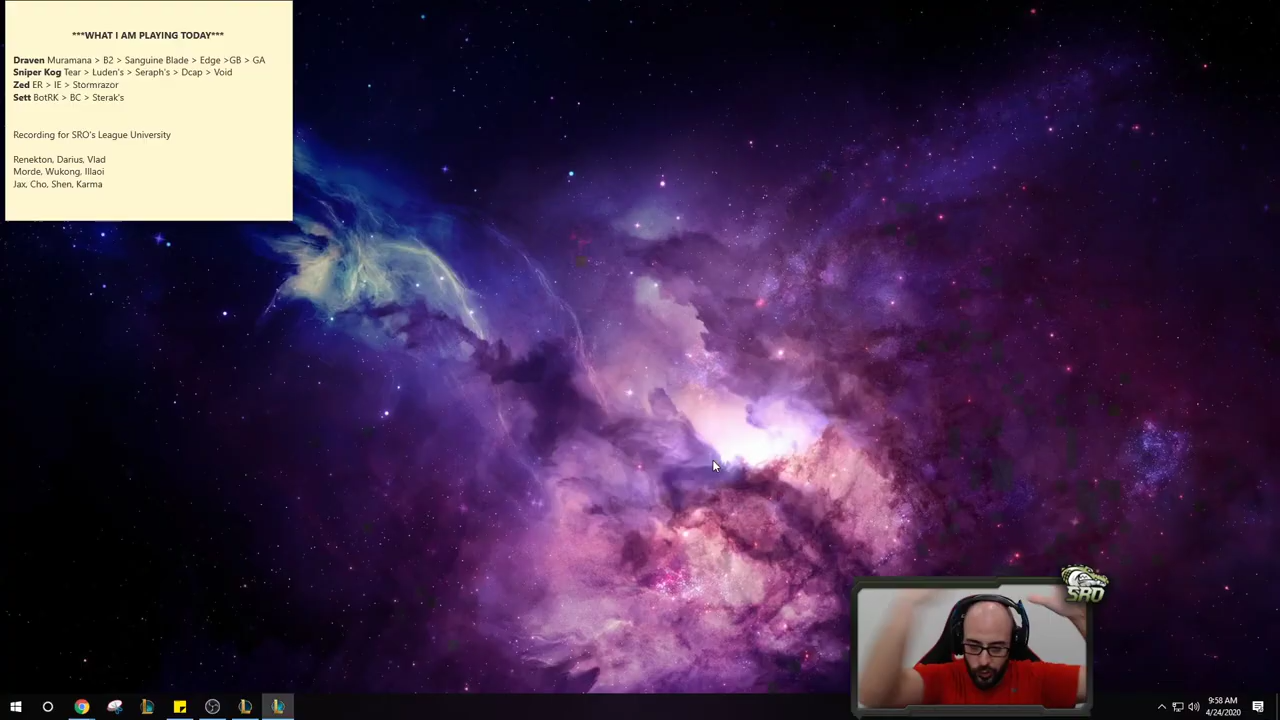 ***WHAT I AM PLAYING TODAY***
Draven Muramana > B2 > Sanguine Blade > Edge >GB > GA
Sniper Kog Tear > Luden's > Seraph's > Dcap > Void
Zed ER > IE > Stormrazor
Sett BotRK > BC > Sterak's
Recording for SRO's League University
Renekton, Darius, Vlad
Morde, Wukong, Illaoi
Jax, Cho, Shen, Karma
SRO
9:58 AM
4/24/2020